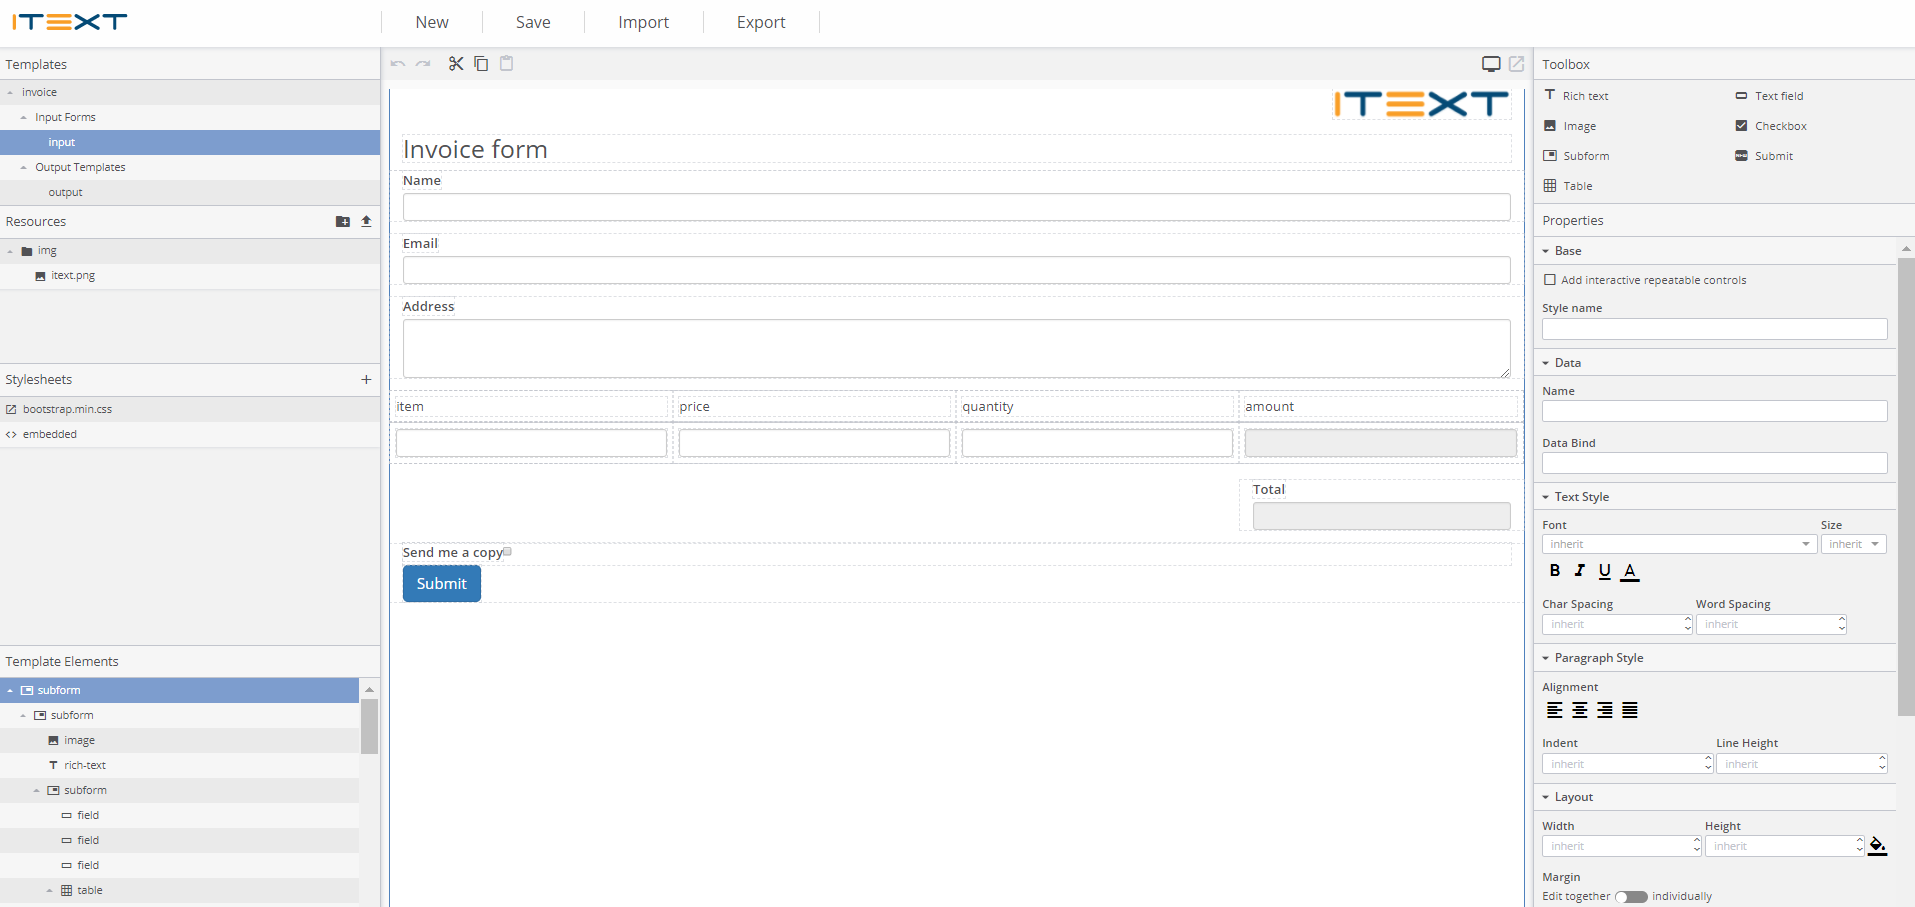 ITEXT
New Save Import Export
Templates
invoice
Input Forms
input
Output Templates
output
Resources
img
itext.png
Stylesheets
bootstrap.min.css
embedded
Template Elements
subform
subform
image
rich-text
subform
field
field
field
table
ITEXT
Invoice form
Name
Email
Address
item price quantity amount
Total
Send me a copy
Submit
Toolbox
Rich text Text field
Image Checkbox
Subform Submit
Table
Properties
Base
Add interactive repeatable controls
Style name
Data
Name
Data Bind
Text Style
Font Size
inherit inherit
B I U A
Char Spacing Word Spacing
inherit inherit
Paragraph Style
Alignment
Indent Line Height
inherit inherit
Layout
Width Height
inherit inherit
Margin
Edit together individually